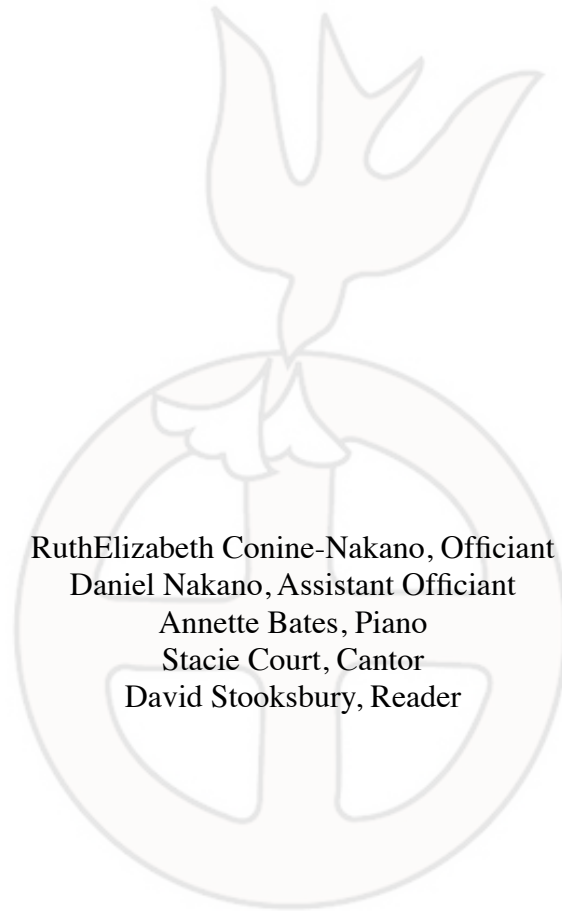 RuthElizabeth Conine-Nakano, Officiant
Daniel Nakano, Assistant Officiant
Annette Bates, Piano
Stacie Court, Cantor
David Stooksbury, Reader